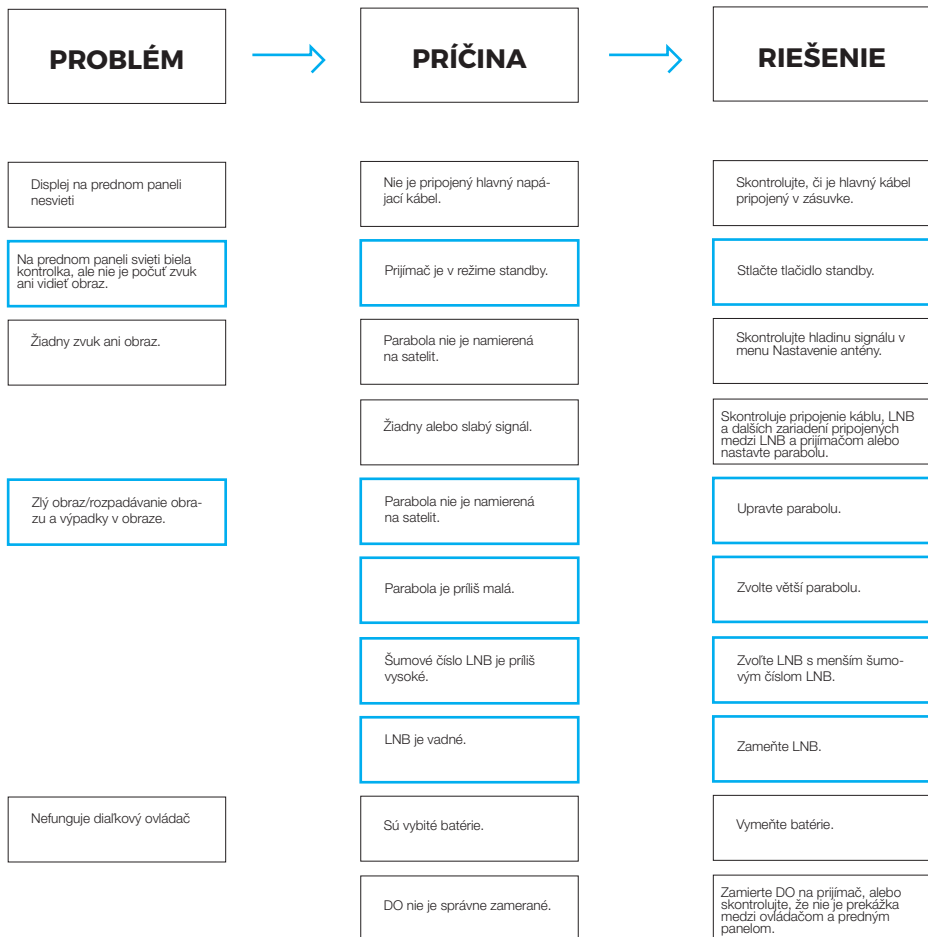 PROBLÉM
PRÍČINA
RIEŠENIE
Displej na prednom paneli
nesvieti
Nie je pripojený hlavný napá-
jací kábel.
Skontrolujte, či je hlavný kábel
pripojený v zásuvke.
Na prednom paneli svieti biela
kontrolka, ale nie je počuť zvuk
ani vidieť obraz.
Prijímač je v režime standby.
Stlačte tlačidlo standby.
Žiadny zvuk ani obraz.
Parabola nie je namierená
na satelit.
Skontrolujte hladinu signálu v
menu Nastavenie antény.
Žiadny alebo slabý signál.
Skontroluje pripojenie káblu, LNB
a dalších zariadení pripojených
medzi LNB a prijímačom alebo
nastavte parabolu.
Zlý obraz/rozpadávanie obra-
zu a výpadky v obraze.
Parabola nie je namierená
na satelit.
Upravte parabolu.
Parabola je príliš malá.
Zvolte větší parabolu.
Šumové číslo LNB je príliš
vysoké.
Zvoľte LNB s menším šumo-
vým číslom LNB.
LNB je vadné.
Zameňte LNB.
Nefunguje diaľkový ovládač
Sú vybité batérie.
Vymeňte batérie.
DO nie je správne zamerané.
Zamierte DO na prijímač, alebo
skontrolujte, že nie je prekážka
medzi ovládačom a predným
panelom.